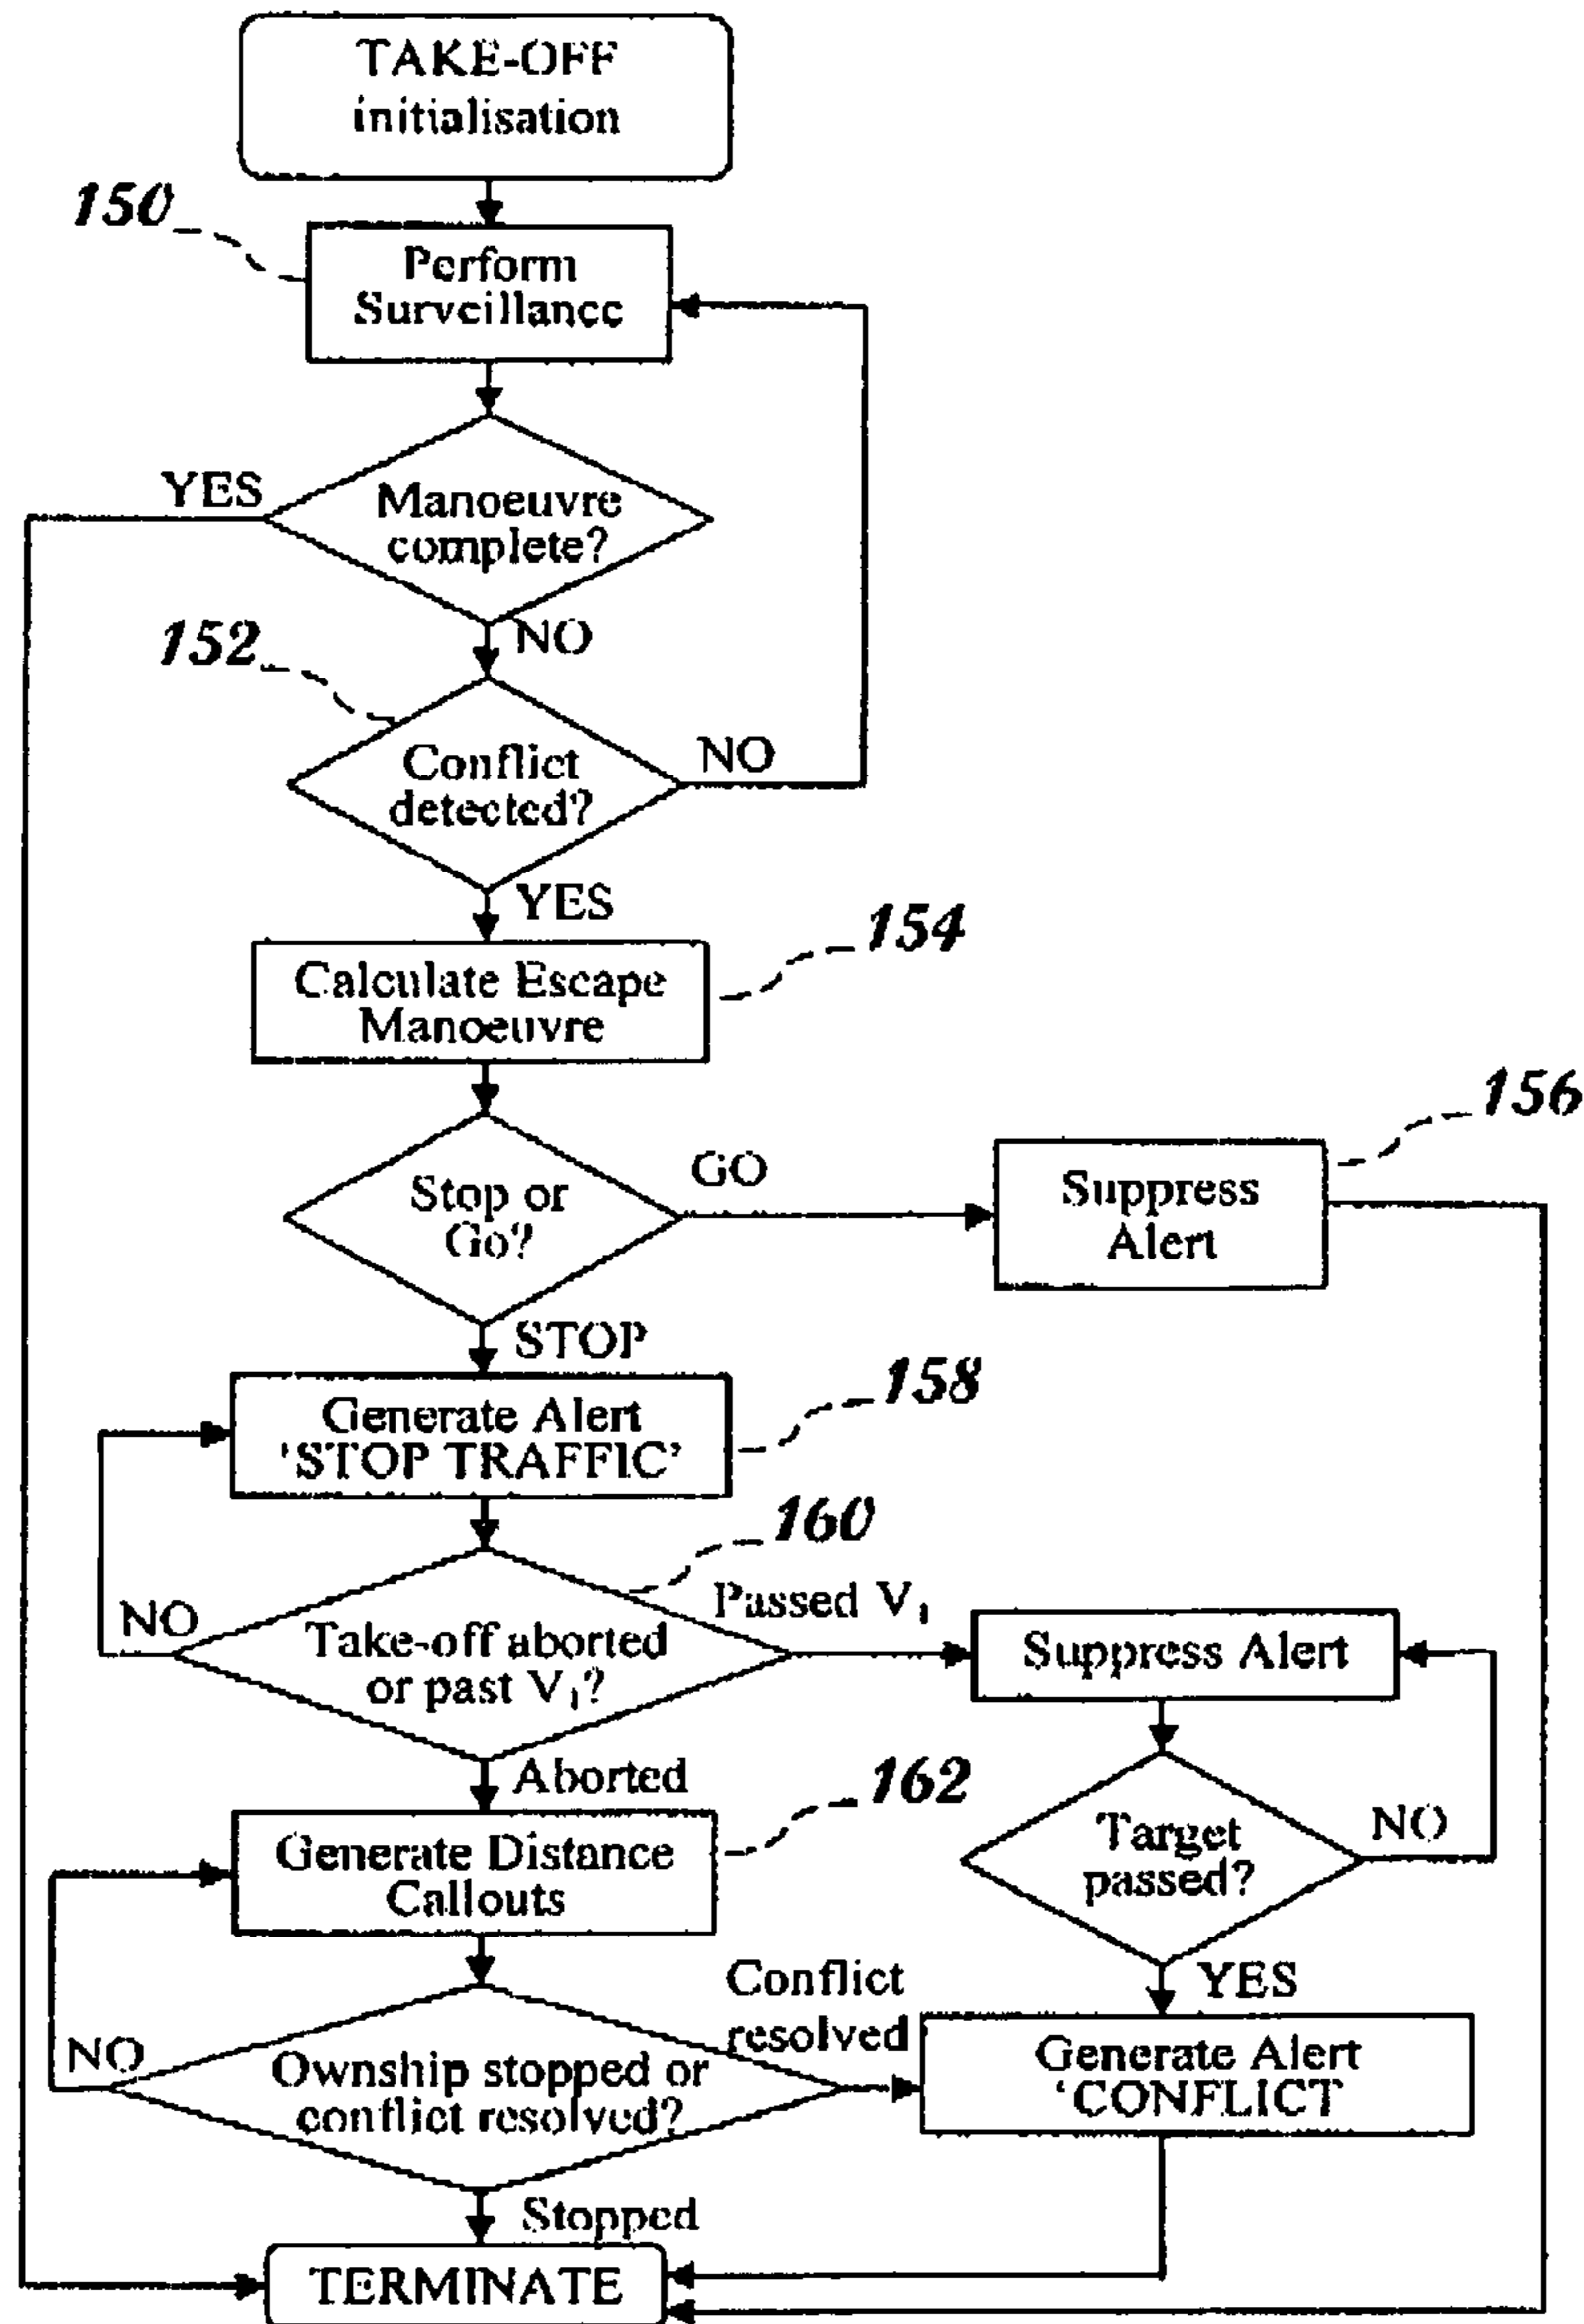 TAKE-OFF
initialisation
150
Perform
Surveillance
YES
Manoeuvre
complete?
NO
152
Conflict
detected?
NO
YES
154
Calculate Escape
Manoeuvre
156
Stop or
Go?
GO
Suppress
Alert
STOP
158
Generate Alert
'STOP TRAFFIC'
160
NO
Take-off aborted
or past V₁?
Passed V₁
Suppress Alert
Aborted
162
Generate Distance
Callouts
Target
passed?
NO
YES
Conflict
resolved
NO
Ownship stopped or
conflict resolved?
Generate Alert
'CONFLICT
Stopped
TERMINATE